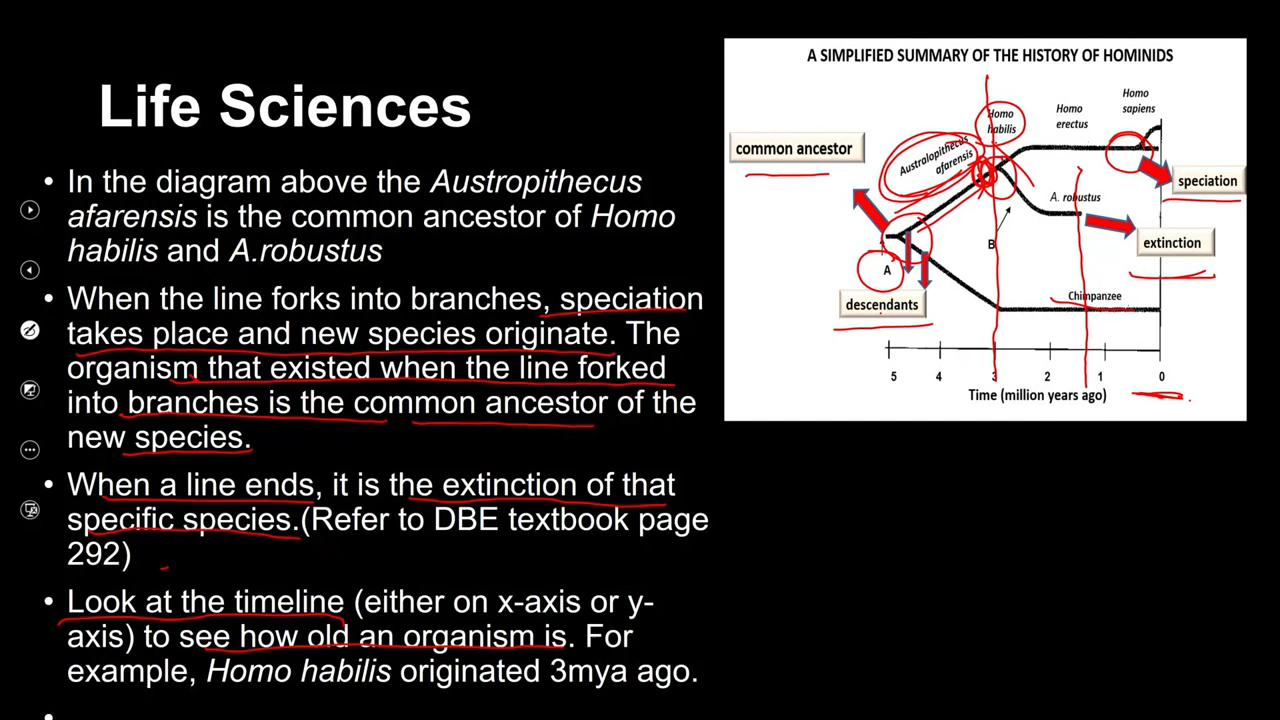 Life Sciences
• In the diagram above the Austropithecus
afarensis is the common ancestor of Homo
habilis and A.robustus
• When the line forks into branches, speciation
takes place and new species originate. The
organism that existed when the line forked
into branches is the common ancestor of the
new species.
• When a line ends, it is the extinction of that
specific species.(Refer to DBE textbook page
292)
• Look at the timeline (either on x-axis or y-
axis) to see how old an organism is. For
example, Homo habilis originated 3mya ago.
•
A SIMPLIFIED SUMMARY OF THE HISTORY OF HOMINIDS
Homo
sapiens
Homo
erectus
Homo
habilis
common ancestor
Australopithecus
afarensis
speciation
A. robustus
extinction
B
A
descendants
Chimpanzee
5 4 3 2 1 0
Time (million years ago)